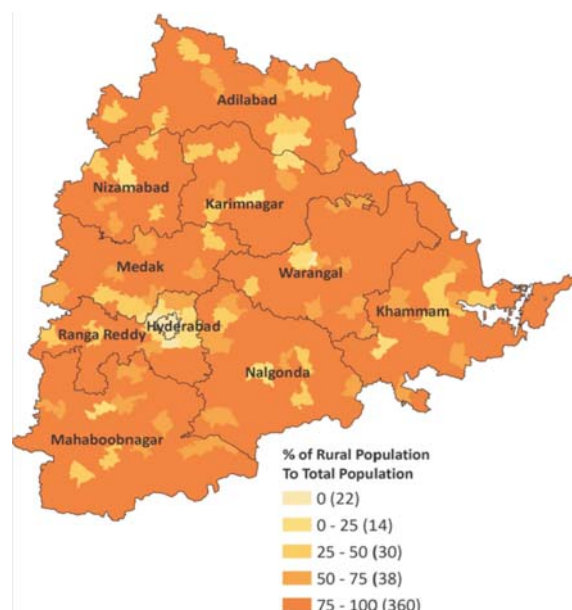 Adilabad
Nizamabad
Karimnagar
Medak
Warangal
Khammam
Ranga Reddy
Hyderabad
Nalgonda
Mahaboobnagar
% of Rural Population
To Total Population
0 (22)
0 - 25 (14)
25 - 50 (30)
50 - 75 (38)
75 - 100 (360)